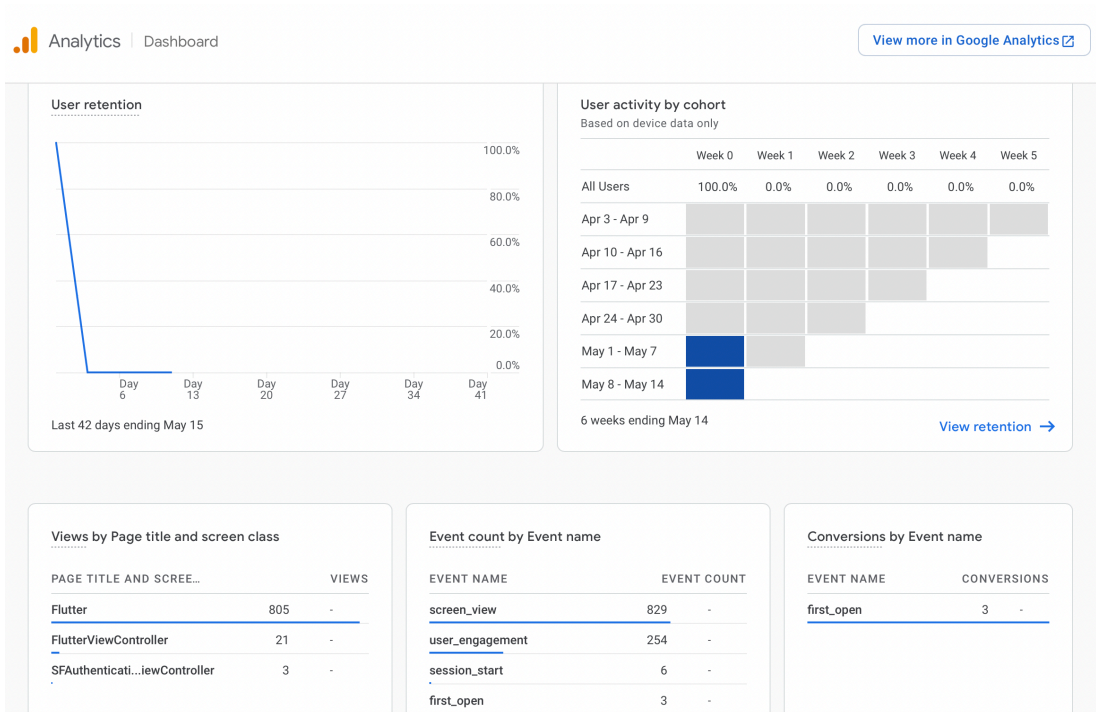 Analytics Dashboard View more in Google Analytics
User retention
100.0%
80.0%
60.0%
40.0%
20.0%
0.0%
Day Day Day Day Day Day
6 13 20 27 34 41
Last 42 days ending May 15
User activity by cohort
Based on device data only
Week 0 Week 1 Week 2 Week 3 Week 4 Week 5
All Users 100.0% 0.0% 0.0% 0.0% 0.0% 0.0%
Apr 3 - Apr 9
Apr 10 - Apr 16
Apr 17 - Apr 23
Apr 24 - Apr 30
May 1 - May 7
May 8 - May 14
6 weeks ending May 14
View retention
Views by Page title and screen class
PAGE TITLE AND SCREE... VIEWS
Flutter 805 -
FlutterViewController 21 -
SFAuthenticati...iewController 3 -
Event count by Event name
EVENT NAME EVENT COUNT
screen_view 829 -
user_engagement 254 -
session_start 6 -
first_open 3 -
Conversions by Event name
EVENT NAME CONVERSIONS
first_open 3 -